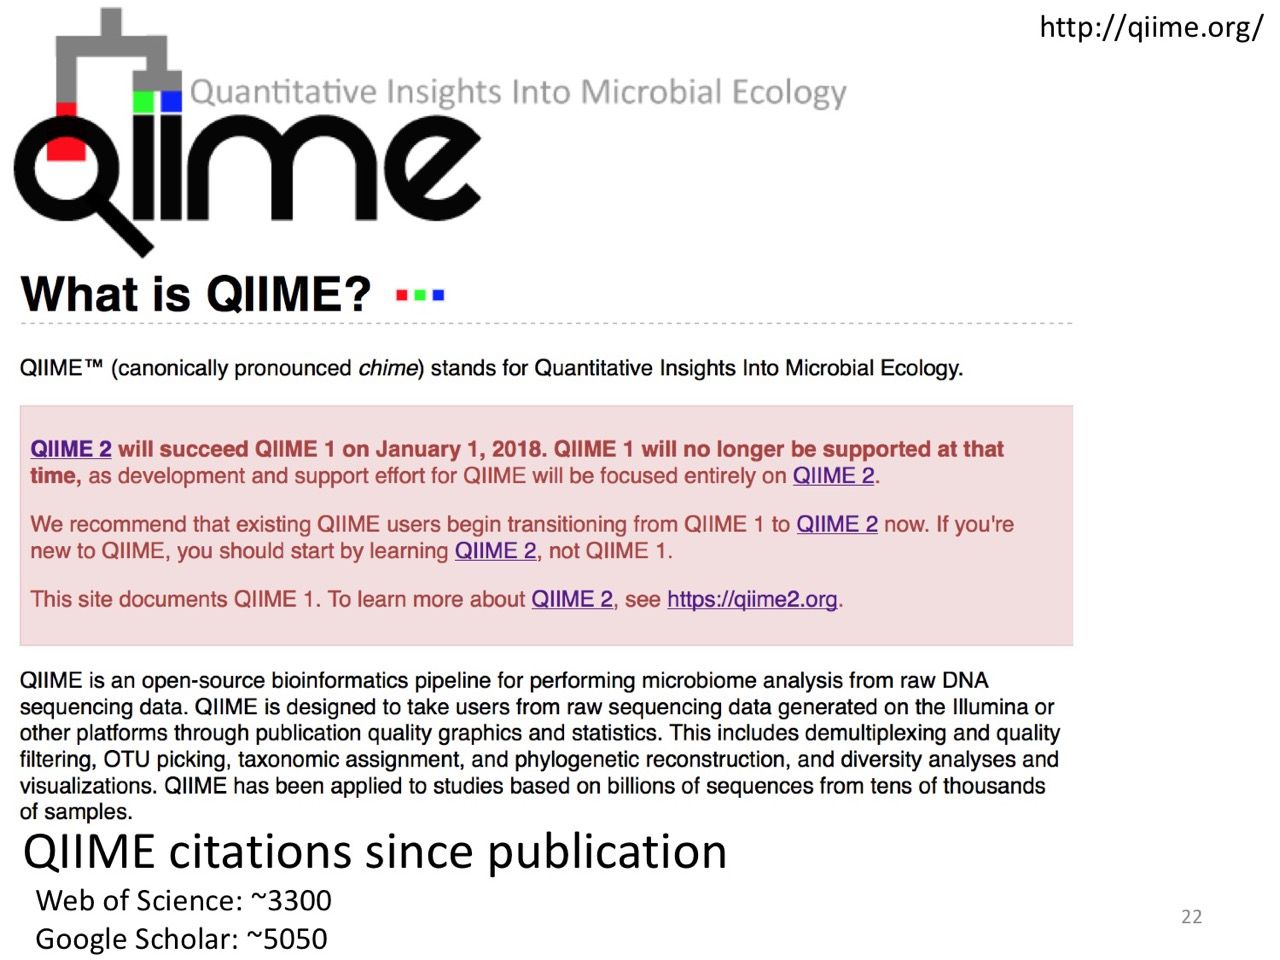 http://qiime.org/
Quantitative Insights Into Microbial Ecology
Qiime
What is QIIME?
QIIME™ (canonically pronounced chime) stands for Quantitative Insights Into Microbial Ecology.
QIIME 2 will succeed QIIME 1 on January 1, 2018. QIIME 1 will no longer be supported at that
time, as development and support effort for QIIME will be focused entirely on QIIME 2.
We recommend that existing QIIME users begin transitioning from QIIME 1 to QIIME 2 now. If you're
new to QIIME, you should start by learning QIIME 2, not QIIME 1.
This site documents QIIME 1. To learn more about QIIME 2, see https://qiime2.org.
QIIME is an open-source bioinformatics pipeline for performing microbiome analysis from raw DNA
sequencing data. QIIME is designed to take users from raw sequencing data generated on the Illumina or
other platforms through publication quality graphics and statistics. This includes demultiplexing and quality
filtering, OTU picking, taxonomic assignment, and phylogenetic reconstruction, and diversity analyses and
visualizations. QIIME has been applied to studies based on billions of sequences from tens of thousands
of samples.
QIIME citations since publication
Web of Science: ~3300
Google Scholar: ~5050
22